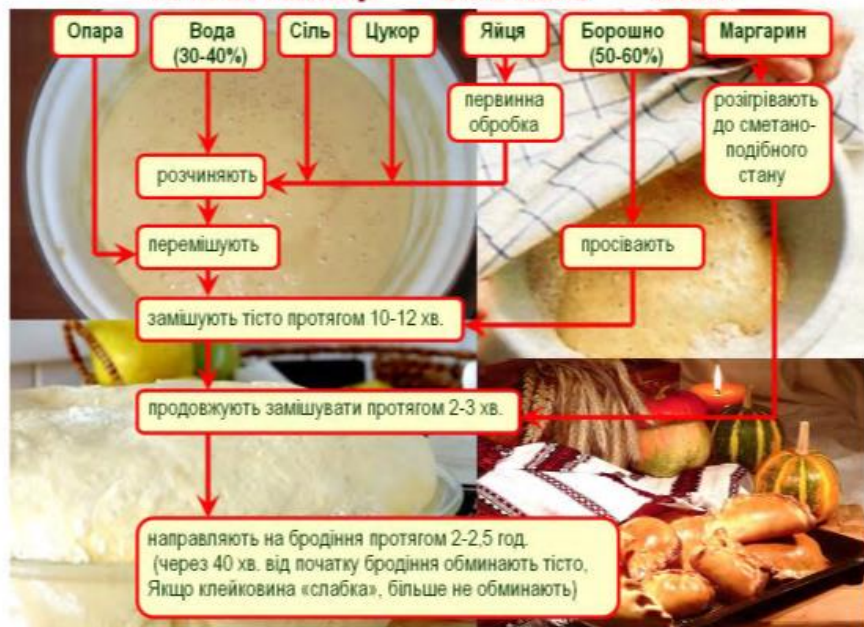 Опара
Вода
(30-40%)
Сіль
Цукор
Яйця
Борошно
(50-60%)
Маргарин
первинна
обробка
розігрівають
до сметано-
подібного
стану
розчиняють
перемішують
просівають
замішують тісто протягом 10-12 хв.
продовжують замішувати протягом 2-3 хв.
направляють на бродіння протягом 2-2,5 год.
(через 40 хв. від початку бродіння обминають тісто,
Якщо клейковина «слабка», більше не обминають)